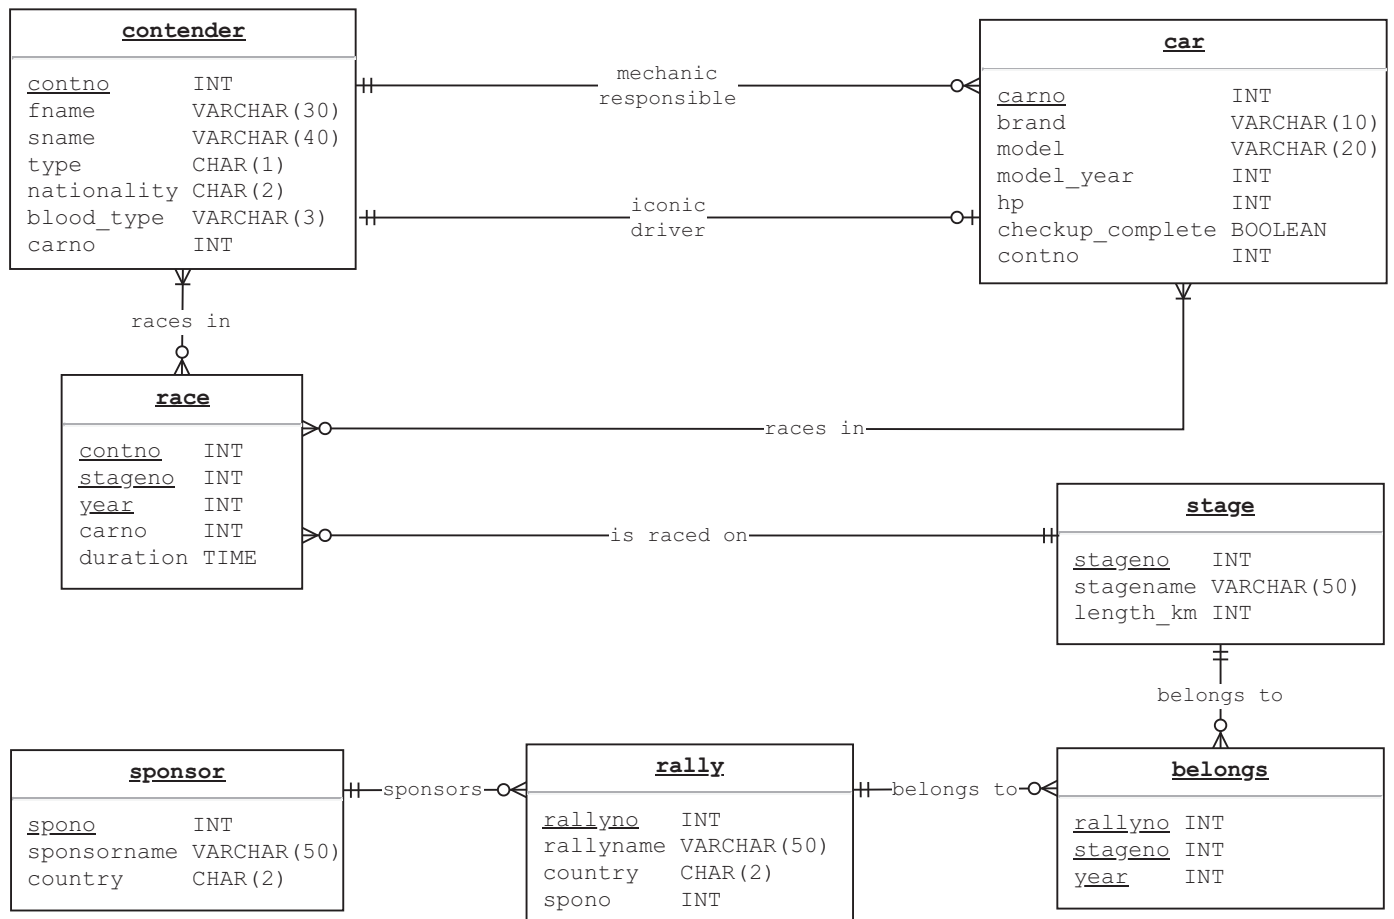 contender
contno INT
fname VARCHAR(30)
sname VARCHAR(40)
type CHAR(1)
nationality CHAR(2)
blood_type VARCHAR(3)
carno INT
mechanic
responsible
iconic
driver
car
carno INT
brand VARCHAR(10)
model VARCHAR(20)
model_year INT
hp INT
checkup_complete BOOLEAN
contno INT
races in
race
contno INT
stageno INT
year INT
carno INT
duration TIME
races in
is raced on
stage
stageno INT
stagename VARCHAR(50)
length_km INT
belongs to
sponsor
spono INT
sponsorname VARCHAR(50)
country CHAR(2)
sponsors
rally
rallyno INT
rallyname VARCHAR(50)
country CHAR(2)
spono INT
belongs to
belongs
rallyno INT
stageno INT
year INT